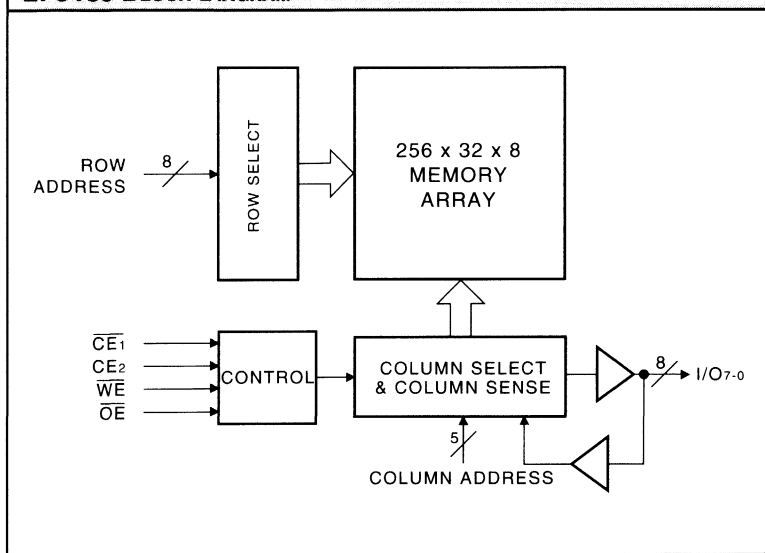 ROW SELECT
256 x 32 x 8
MEMORY
ARRAY
ROW
ADDRESS
8
CE1
CE2
WE
OE
CONTROL
COLUMN SELECT
& COLUMN SENSE
8
I/O7-0
5
COLUMN ADDRESS